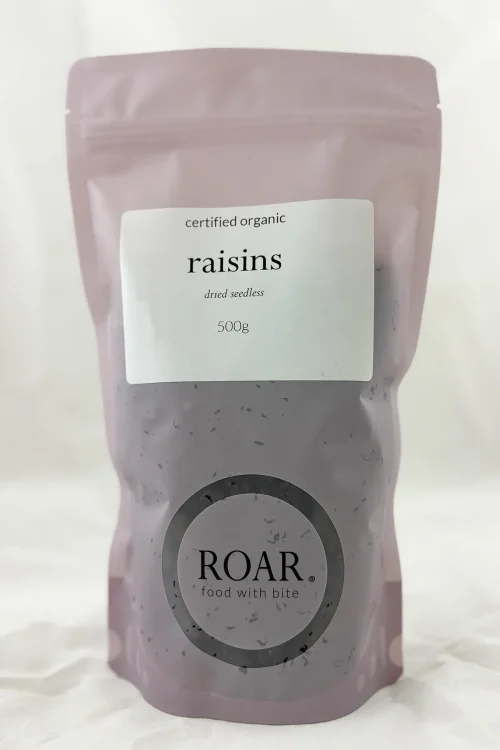 certified organic
raisins
dried seedless
500g
ROAR®
food with bite